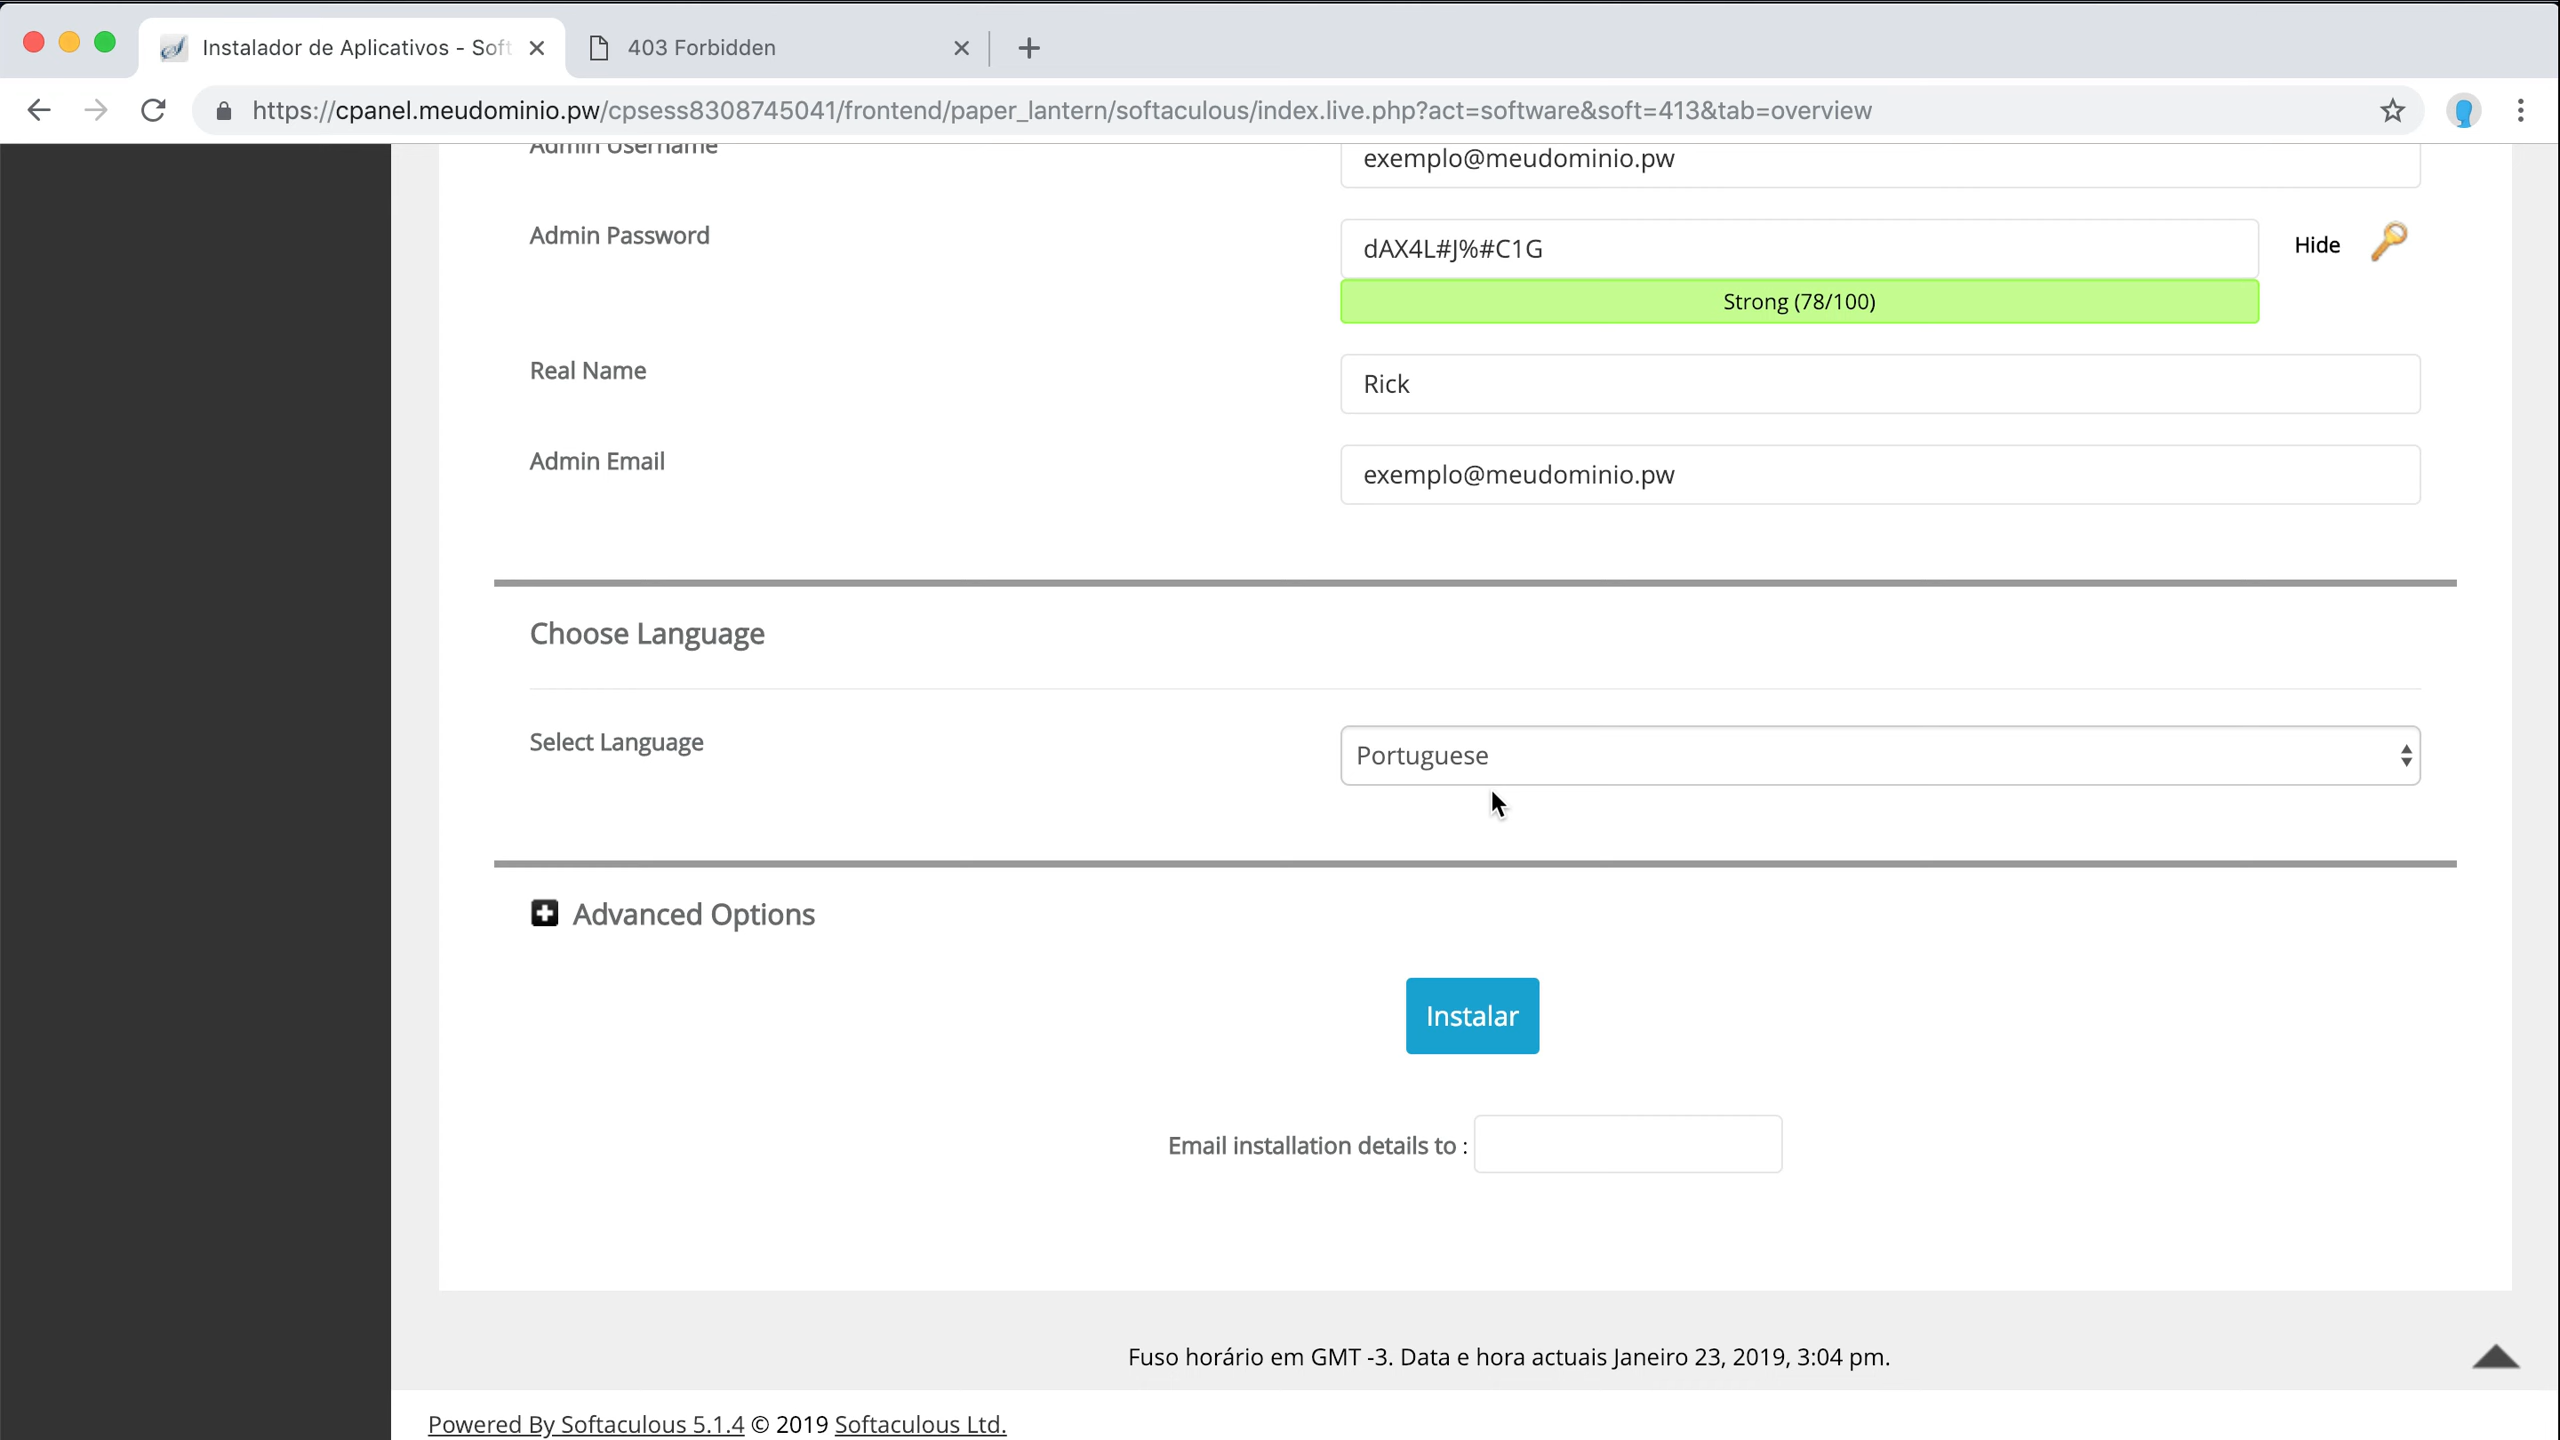 Instalador de Aplicativos - Soft
403 Forbidden
https://cpanel.meudominio.pw/cpsess8308745041/frontend/paper_lantern/softaculous/index.live.php?act=software&soft=413&tab=overview
Admin Username
exemplo@meudominio.pw
Admin Password
dAX4L#J%#C1G
Hide
Strong (78/100)
Real Name
Rick
Admin Email
exemplo@meudominio.pw
Choose Language
Select Language
Portuguese
Advanced Options
Instalar
Email installation details to :
Fuso horário em GMT -3. Data e hora actuais Janeiro 23, 2019, 3:04 pm.
Powered By Softaculous 5.1.4 © 2019 Softaculous Ltd.